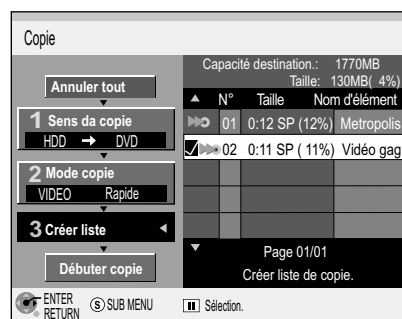 Copie
Capacité destination.: 1770MB
Taille: 130MB( 4%)
Annuler tout
N° Taille Nom d'élément
1 Sens da copie
HDD → DVD
01 0:12 SP (12%) Metropolis
02 0:11 SP ( 11%) Vidéo gag
2 Mode copie
VIDEO Rapide
3 Créer liste
Page 01/01
Débuter copie
Créer liste de copie.
ENTER
RETURN
S SUB MENU
Sélection.